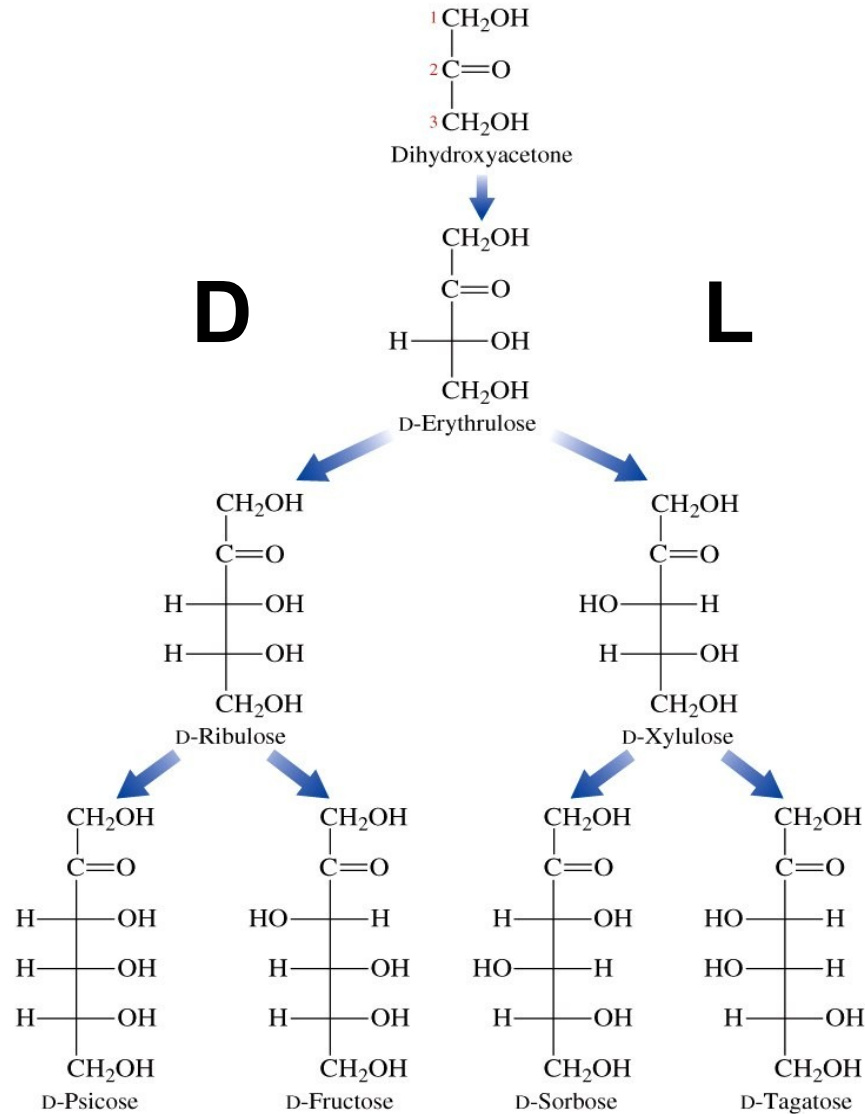 1 CH₂OH
2 C=O
3 CH₂OH
Dihydroxyacetone
CH₂OH
D L
C=O
H OH
CH₂OH
D-Erythrulose
CH₂OH CH₂OH
C=O C=O
H OH HO H
H OH H OH
CH₂OH CH₂OH
D-Ribulose D-Xylulose
CH₂OH CH₂OH CH₂OH CH₂OH
C=O C=O C=O C=O
H OH HO H H OH HO H
H OH H OH HO H HO H
H OH H OH H OH H OH
CH₂OH CH₂OH CH₂OH CH₂OH
D-Psicose D-Fructose D-Sorbose D-Tagatose